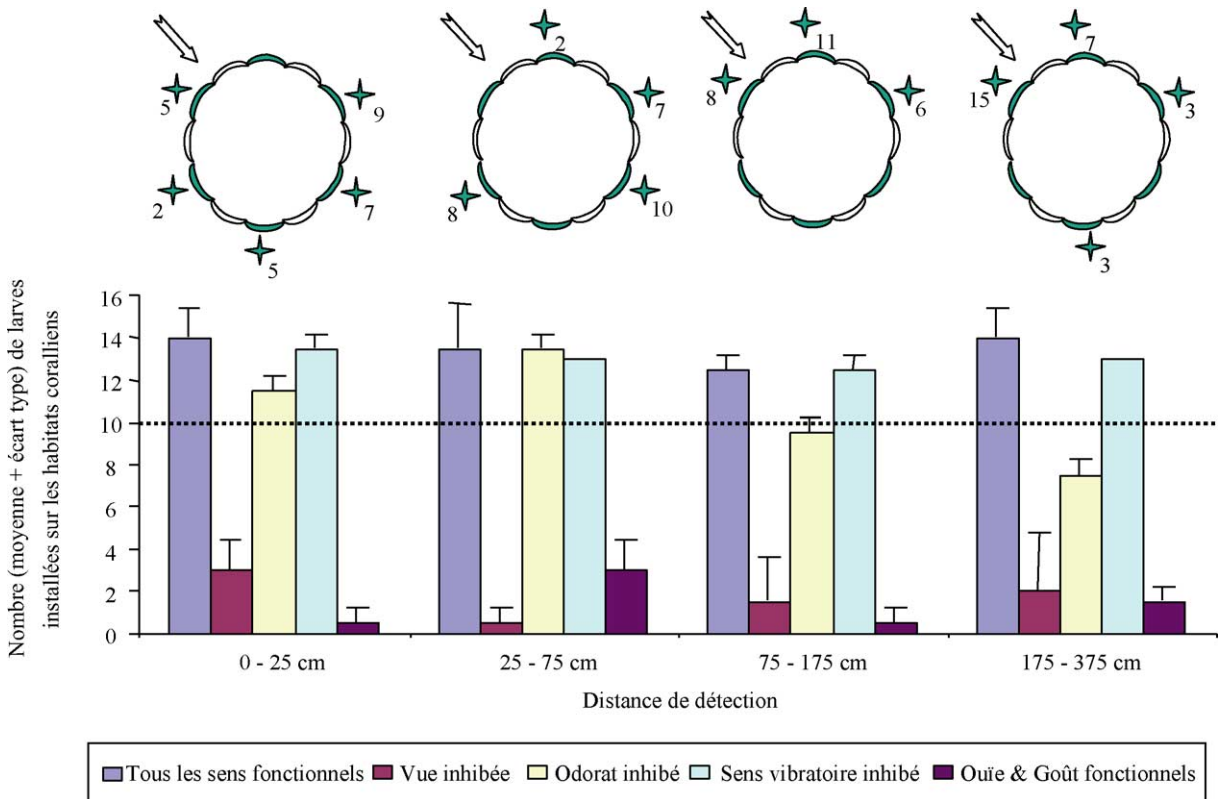 2
11
7
5
9
7
8
6
15
3
2
7
8
10
5
3
Nombre (moyenne + écart type) de larves
installées sur les habitats coralliens
16
14
12
10
8
6
4
2
0
0 - 25 cm
25 - 75 cm
75 - 175 cm
175 - 375 cm
Distance de détection
Tous les sens fonctionnels
Vue inhibée
Odorat inhibé
Sens vibratoire inhibé
Ouïe & Goût fonctionnels